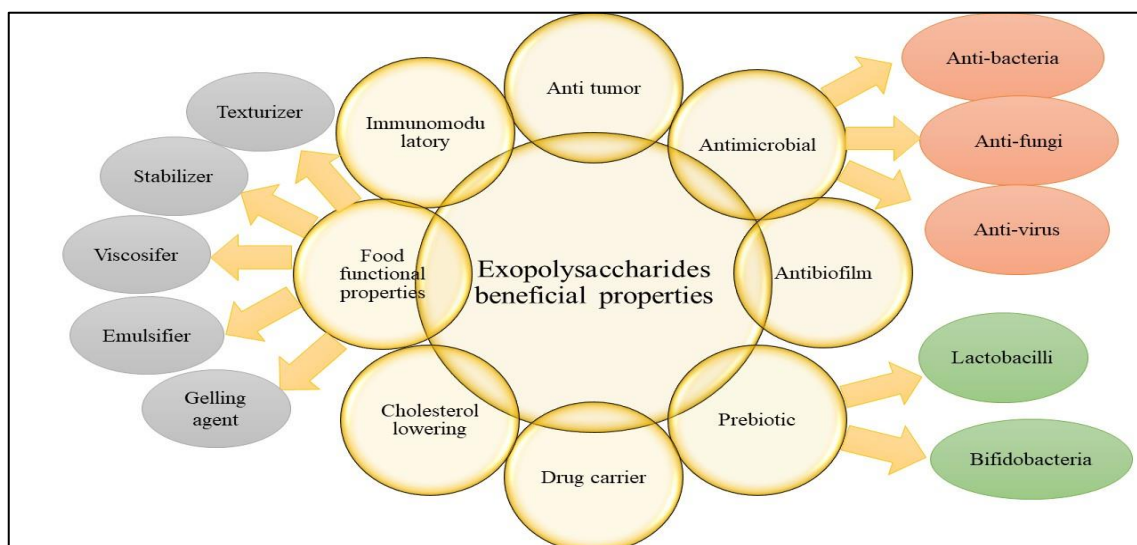 Exopolysaccharides
beneficial properties
Anti tumor
Antimicrobial
Anti-bacteria
Anti-fungi
Anti-virus
Antibiofilm
Prebiotic
Lactobacilli
Bifidobacteria
Drug carrier
Cholesterol
lowering
Food
functional
properties
Texturizer
Stabilizer
Viscosifer
Emulsifier
Gelling
agent
Immunomodu
latory